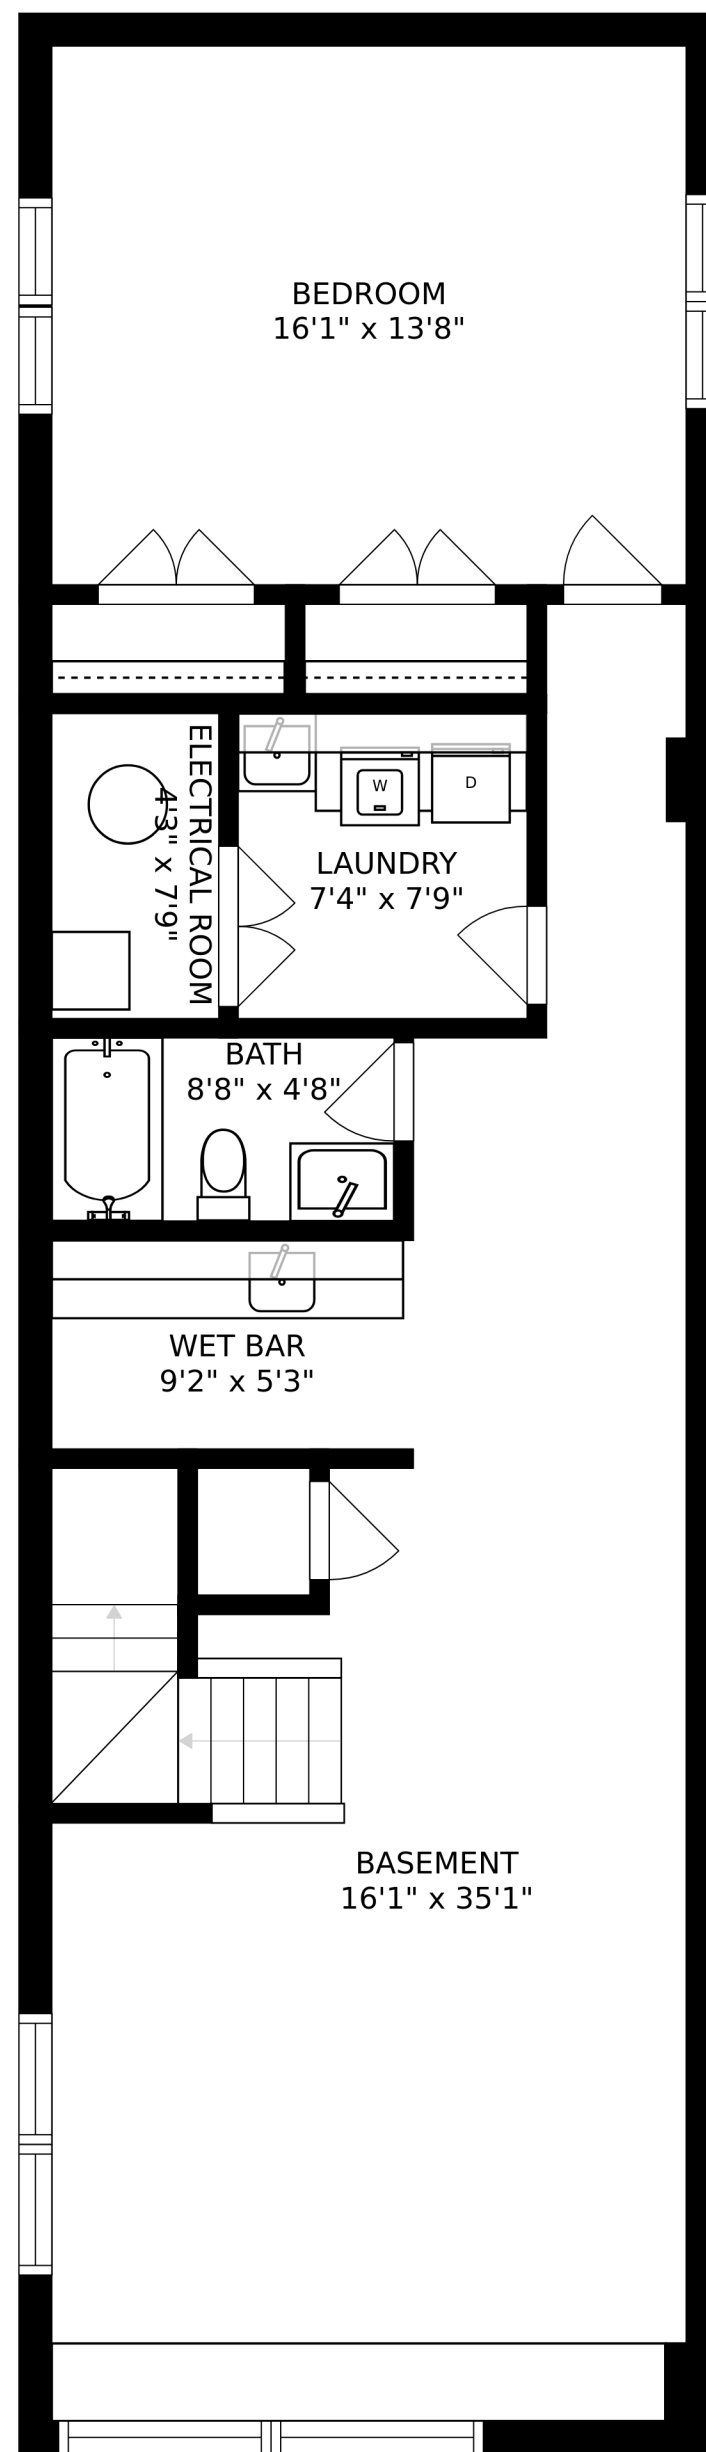 BEDROOM
16'1" x 13'8"
ELECTRICAL ROOM
4'3" x 7'9"
W
D
LAUNDRY
7'4" x 7'9"
BATH
8'8" x 4'8"
WET BAR
9'2" x 5'3"
BASEMENT
16'1" x 35'1"